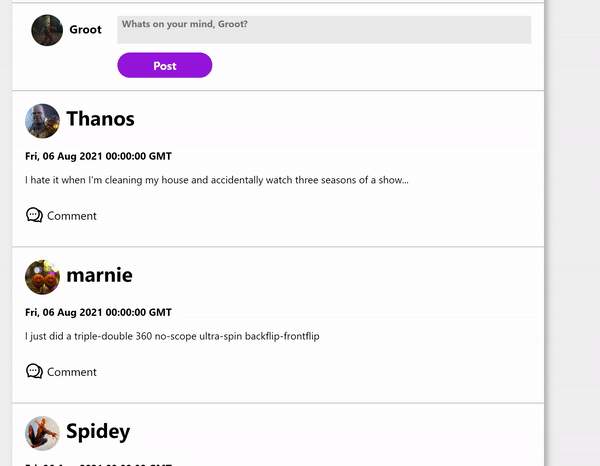 Groot
Whats on your mind, Groot?
Post
Thanos
Fri, 06 Aug 2021 00:00:00 GMT
I hate it when I'm cleaning my house and accidentally watch three seasons of a show...
Comment
marnie
Fri, 06 Aug 2021 00:00:00 GMT
I just did a triple-double 360 no-scope ultra-spin backflip-frontflip
Comment
Spidey